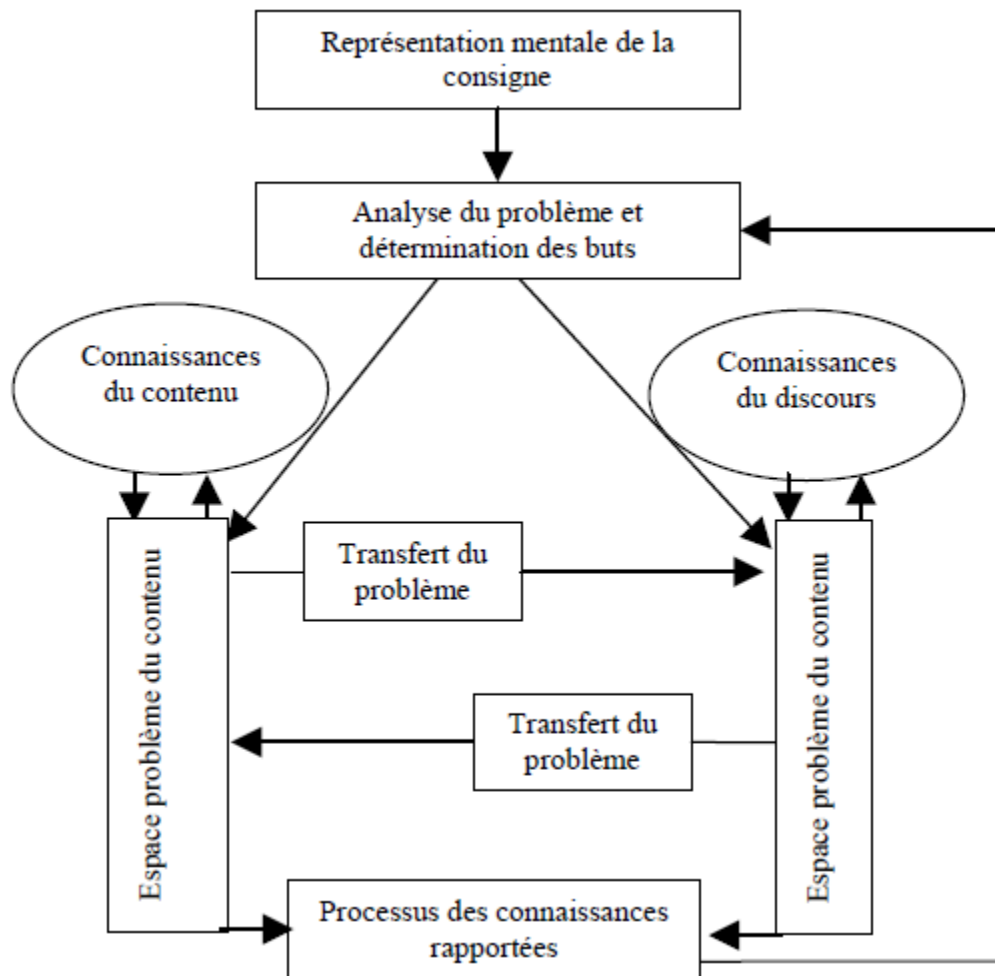 Représentation mentale de la
consigne
Analyse du problème et
détermination des buts
Connaissances
du contenu
Connaissances
du discours
Espace problème du contenu
Transfert du
problème
Espace problème du contenu
Transfert du
problème
Processus des connaissances
rapportées